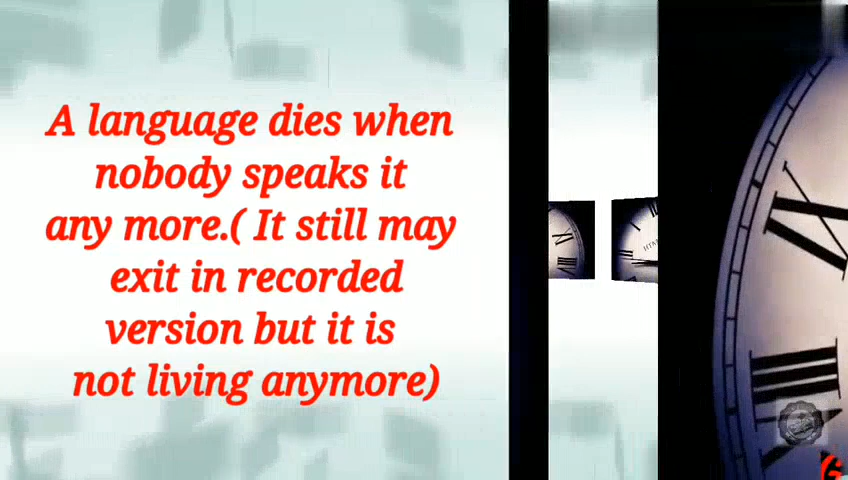 A language dies when
nobody speaks it
any more.( It still may
exit in recorded
version but it is
not living anymore)